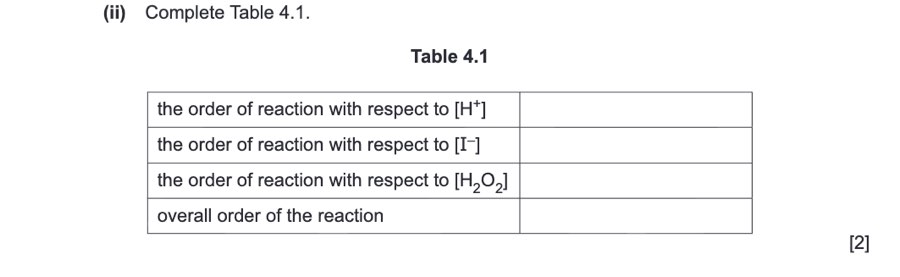 (ii) Complete Table 4.1.
Table 4.1
the order of reaction with respect to [H⁺]
the order of reaction with respect to [I⁻]
the order of reaction with respect to [H₂O₂]
overall order of the reaction
[2]